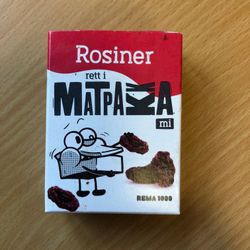 Rosiner
rett i
MATPAKKA
mi
REMA 1000